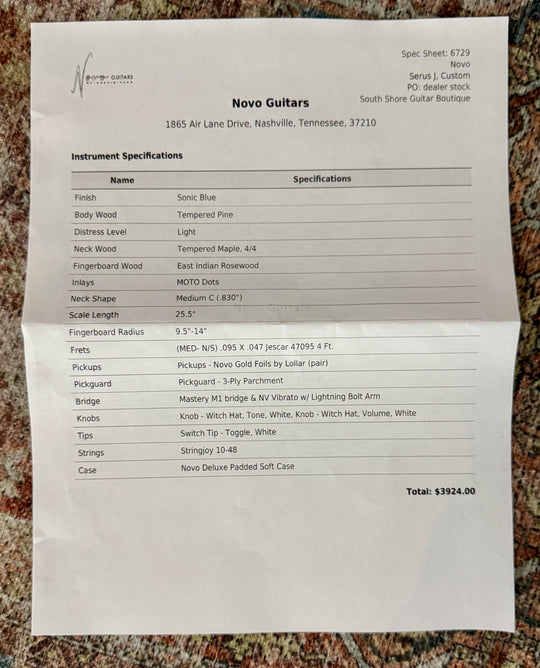 Novo GUITARS
Spec Sheet: 6729
Novo
Serus J, Custom
PO: dealer stock
South Shore Guitar Boutique
Novo Guitars
1865 Air Lane Drive, Nashville, Tennessee, 37210
Instrument Specifications
Name Specifications
Finish Sonic Blue
Body Wood Tempered Pine
Distress Level Light
Neck Wood Tempered Maple, 4/4
Fingerboard Wood East Indian Rosewood
Inlays MOTO Dots
Neck Shape Medium C (.830")
Scale Length 25.5"
Fingerboard Radius 9.5"-14"
Frets (MED- N/S) .095 X .047 Jescar 47095 4 Ft.
Pickups Pickups - Novo Gold Foils by Lollar (pair)
Pickguard Pickguard - 3-Ply Parchment
Bridge Mastery M1 bridge & NV Vibrato w/ Lightning Bolt Arm
Knobs Knob - Witch Hat, Tone, White, Knob - Witch Hat, Volume, White
Tips Switch Tip - Toggle, White
Strings Stringjoy 10-48
Case Novo Deluxe Padded Soft Case
Total: $3924.00